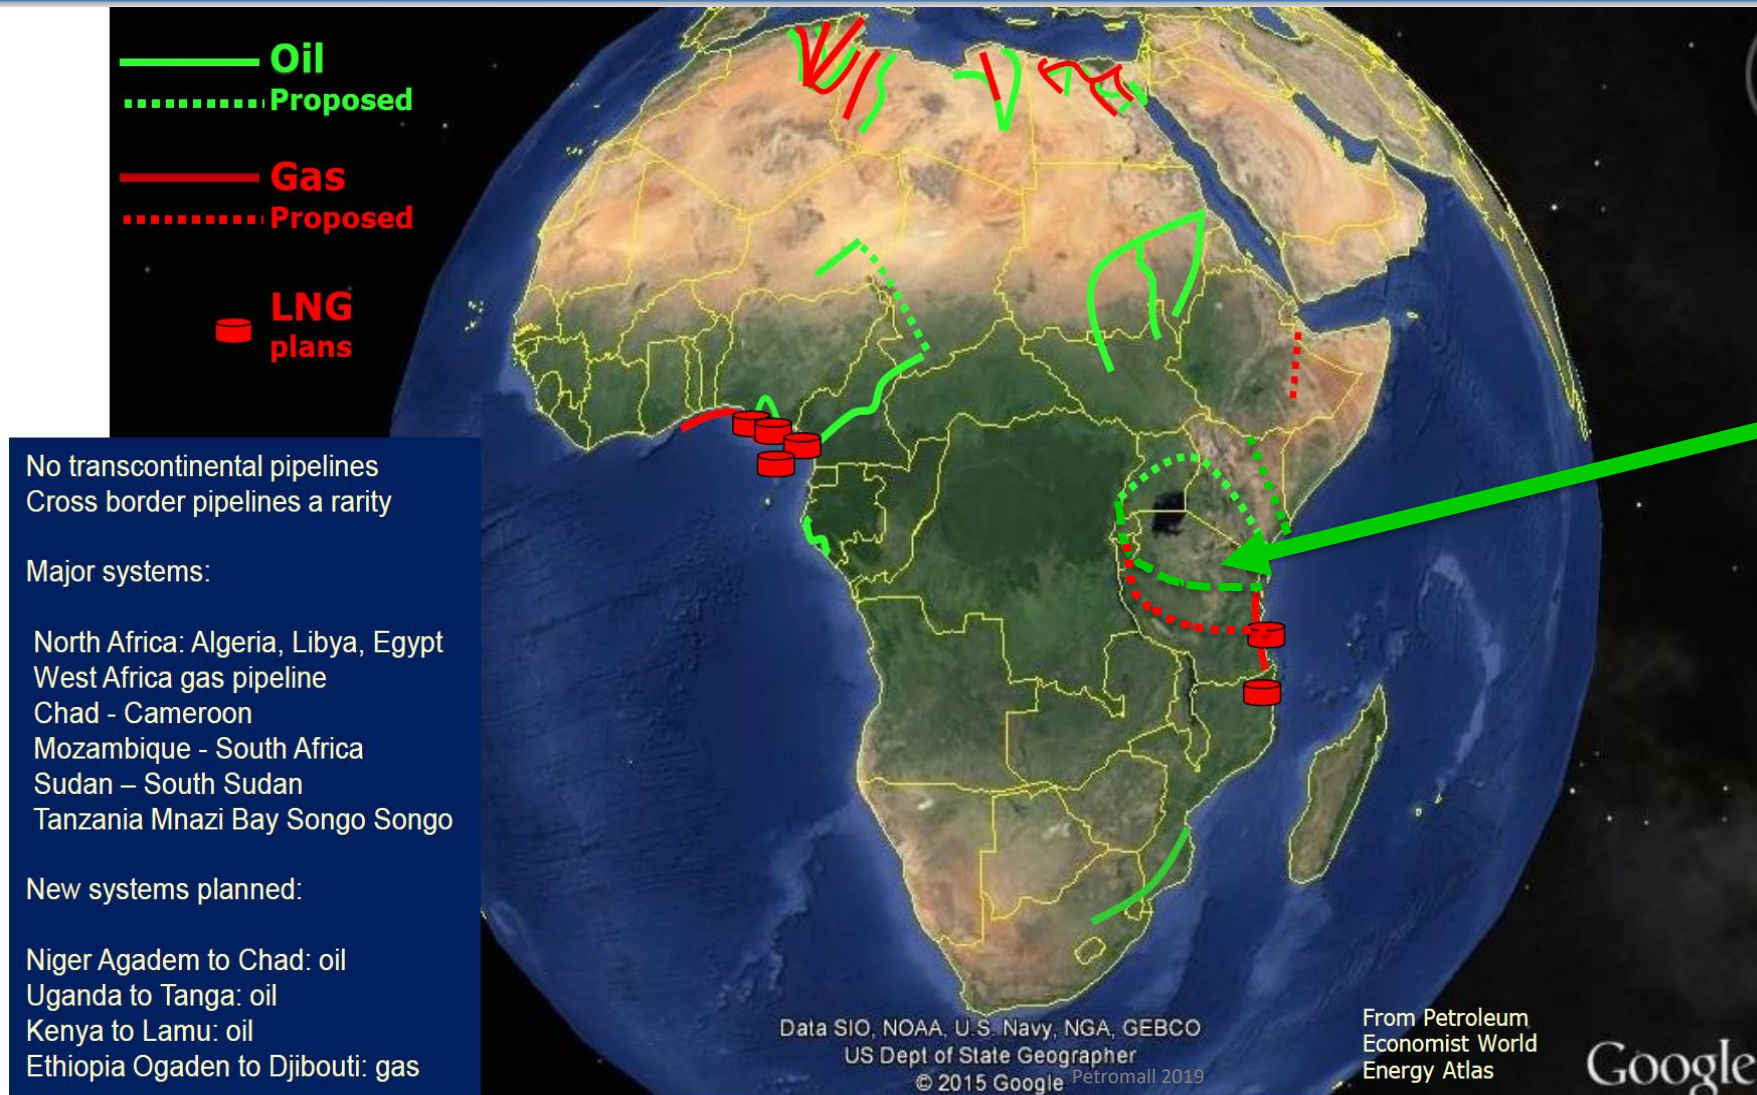 Oil
Proposed
Gas
Proposed
LNG
plans
No transcontinental pipelines
Cross border pipelines a rarity
Major systems:
North Africa: Algeria, Libya, Egypt
West Africa gas pipeline
Chad - Cameroon
Mozambique - South Africa
Sudan – South Sudan
Tanzania Mnazi Bay Songo Songo
New systems planned:
Niger Agadem to Chad: oil
Uganda to Tanga: oil
Kenya to Lamu: oil
Ethiopia Ogaden to Djibouti: gas
Data SIO, NOAA, U.S. Navy, NGA, GEBCO
US Dept of State Geographer
© 2015 Google
Petromall 2019
From Petroleum
Economist World
Energy Atlas
Google